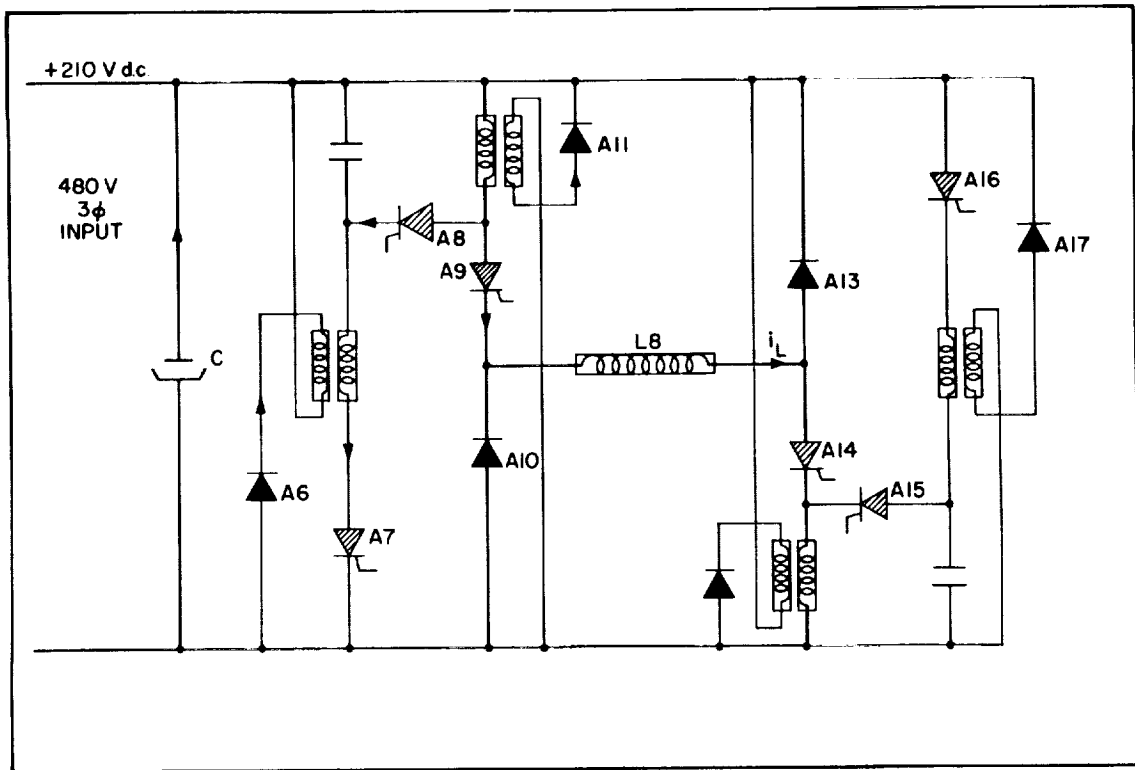 +210 V d.c.
480 V
3ϕ
INPUT
C
A6
A7
A8
A9
A10
A11
L8
iL
A13
A14
A15
A16
A17